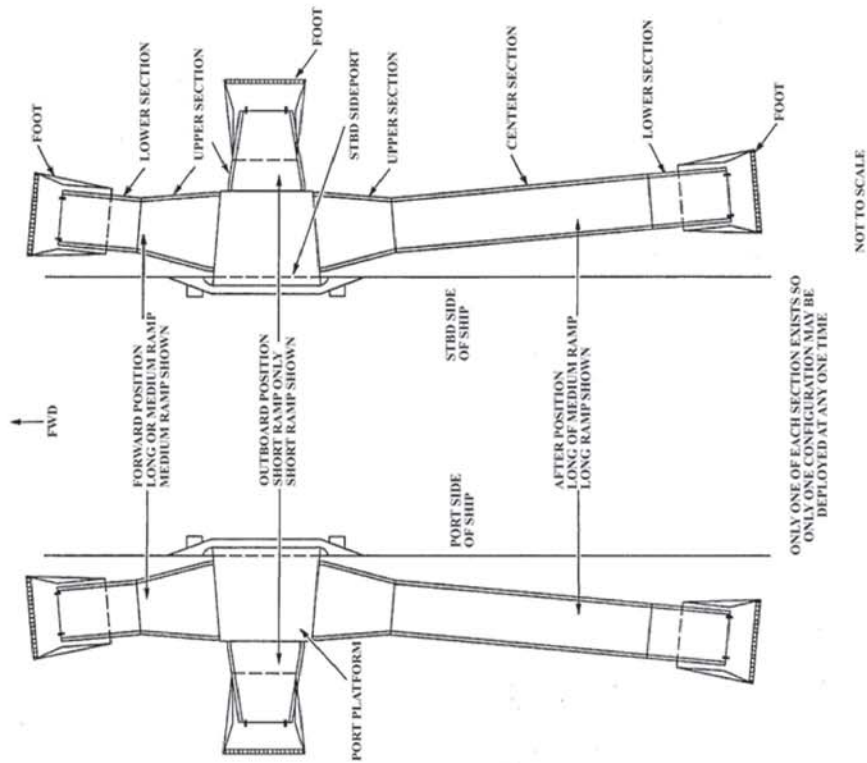 FWD
FOOT
LOWER SECTION
UPPER SECTION
FOOT
STBD SIDEPORT
UPPER SECTION
CENTER SECTION
LOWER SECTION
FOOT
FORWARD POSITION
LONG OR MEDIUM RAMP
MEDIUM RAMP SHOWN
OUTBOARD POSITION
SHORT RAMP ONLY
SHORT RAMP SHOWN
AFTER POSITION
LONG OF MEDIUM RAMP
LONG RAMP SHOWN
STBD SIDE
OF SHIP
PORT SIDE
OF SHIP
PORT PLATFORM
ONLY ONE OF EACH SECTION EXISTS SO
ONLY ONE CONFIGURATION MAY BE
DEPLOYED AT ANY ONE TIME
NOT TO SCALE